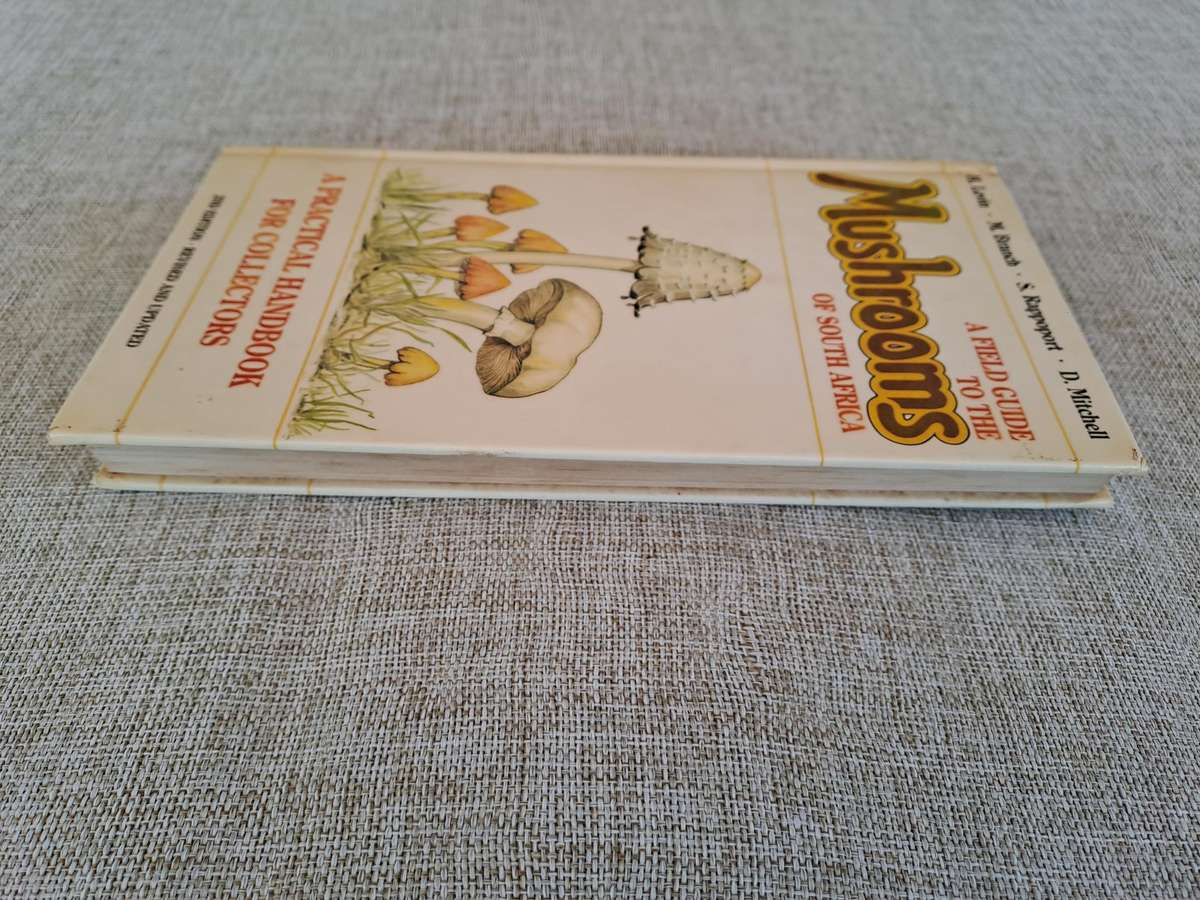 H. Levin · M. Branch · S. Rappoport · D. Mitchell
A FIELD GUIDE
TO THE
Mushrooms
OF SOUTH AFRICA
A PRACTICAL HANDBOOK
FOR COLLECTORS
2ND EDITION · REVISED AND UPDATED